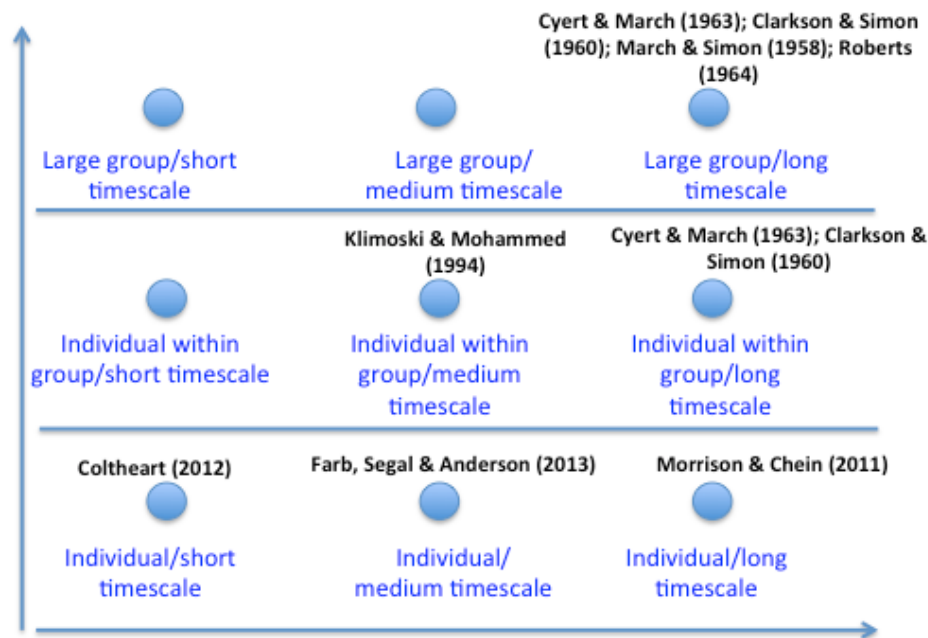 Cyert & March (1963); Clarkson & Simon
(1960); March & Simon (1958); Roberts
(1964)
Large group/short
timescale
Large group/
medium timescale
Large group/long
timescale
Klimoski & Mohammed
(1994)
Cyert & March (1963); Clarkson &
Simon (1960)
Individual within
group/short timescale
Individual within
group/medium
timescale
Individual within
group/long
timescale
Coltheart (2012)
Farb, Segal & Anderson (2013)
Morrison & Chein (2011)
Individual/short
timescale
Individual/
medium timescale
Individual/long
timescale